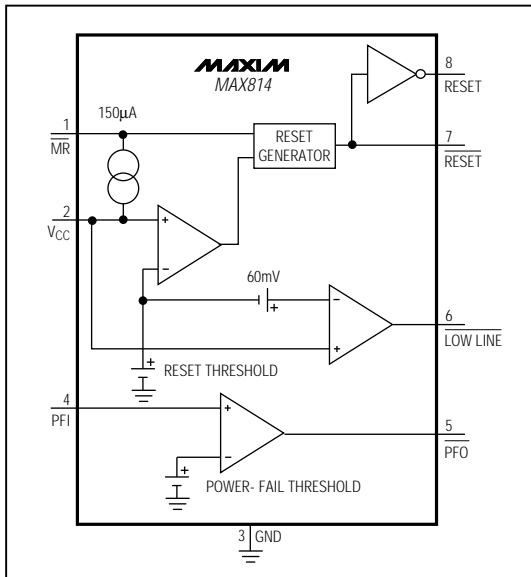 MAXIM
MAX814
8
RESET
150µA
1
MR
RESET
GENERATOR
7
RESET
2
VCC
+
−
60mV
+
−
+
6
LOW LINE
+
RESET THRESHOLD
4
PFI
+
−
5
PFO
+
POWER- FAIL THRESHOLD
3 GND